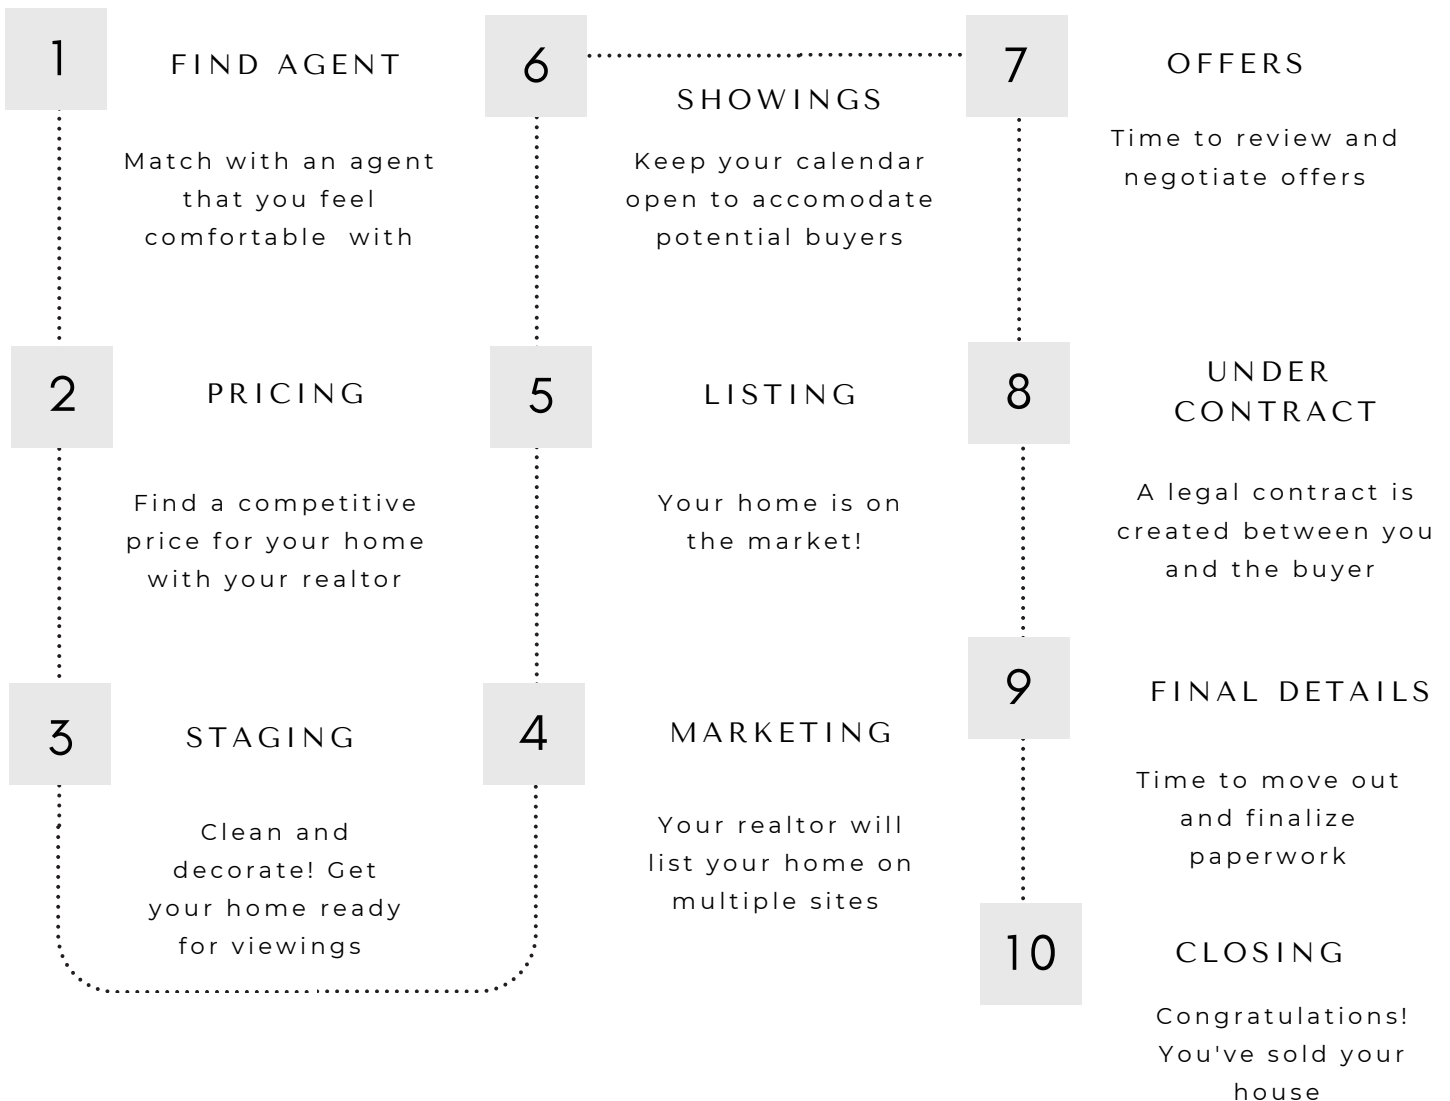 1
FIND AGENT
Match with an agent
that you feel
comfortable with
2
PRICING
Find a competitive
price for your home
with your realtor
3
STAGING
Clean and
decorate! Get
your home ready
for viewings
4
MARKETING
Your realtor will
list your home on
multiple sites
5
LISTING
Your home is on
the market!
6
SHOWINGS
Keep your calendar
open to accomodate
potential buyers
7
OFFERS
Time to review and
negotiate offers
8
UNDER
CONTRACT
A legal contract is
created between you
and the buyer
9
FINAL DETAILS
Time to move out
and finalize
paperwork
10
CLOSING
Congratulations!
You've sold your
house